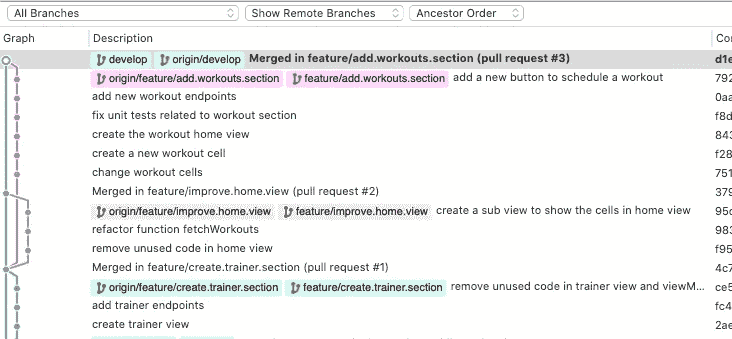 All Branches Show Remote Branches Ancestor Order
Graph Description Co
develop origin/develop Merged in feature/add.workouts.section (pull request #3) d1e
origin/feature/add.workouts.section feature/add.workouts.section add a new button to schedule a workout 792
add new workout endpoints 0aa
fix unit tests related to workout section f8d
create the workout home view 843
create a new workout cell f28
change workout cells 751
Merged in feature/improve.home.view (pull request #2) 379
origin/feature/improve.home.view feature/improve.home.view create a sub view to show the cells in home view 95c
refactor function fetchWorkouts 983
remove unused code in home view f95
Merged in feature/create.trainer.section (pull request #1) 4c7
origin/feature/create.trainer.section feature/create.trainer.section remove unused code in trainer view and viewM... ce5
add trainer endpoints fc4
create trainer view 2ae